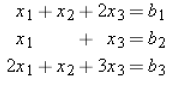 x₁ + x₂ + 2x₃ = b₁
x₁ + x₃ = b₂
2x₁ + x₂ + 3x₃ = b₃